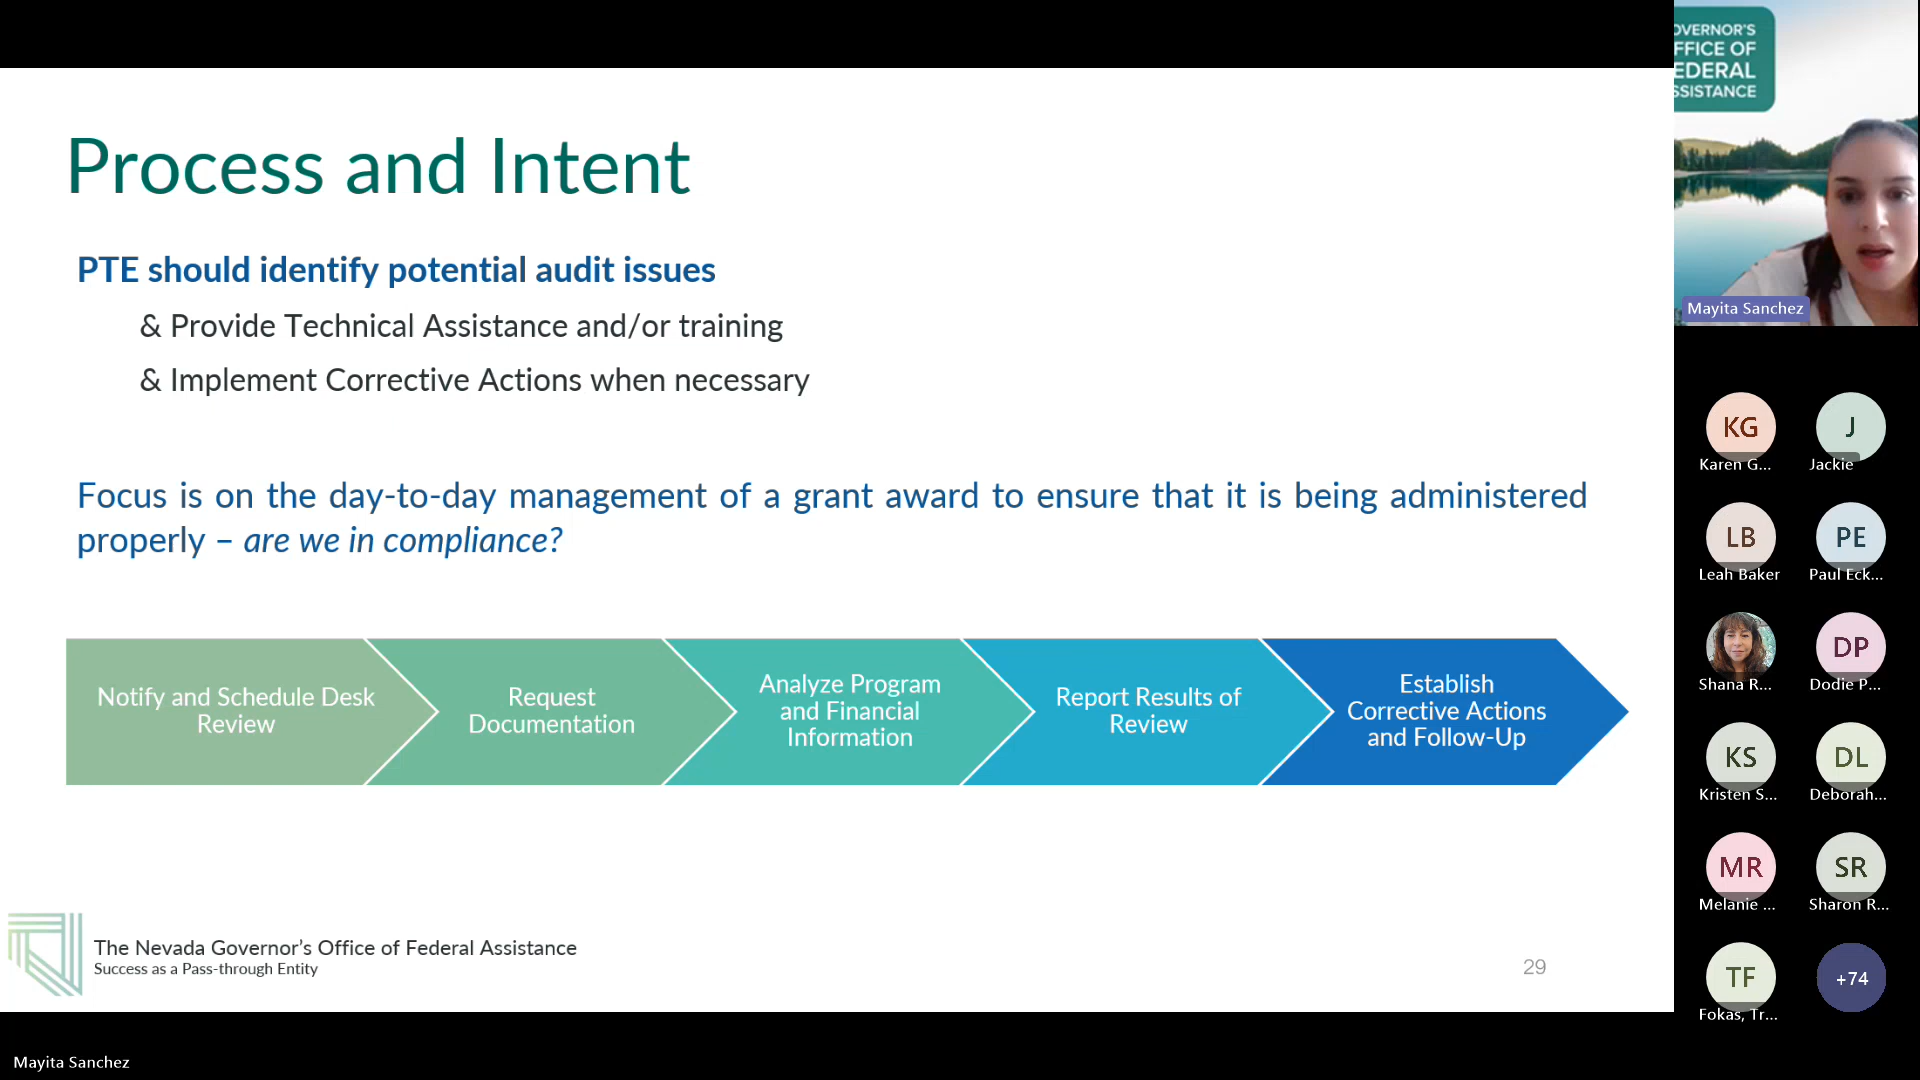 Process and Intent
PTE should identify potential audit issues
& Provide Technical Assistance and/or training
& Implement Corrective Actions when necessary
Focus is on the day-to-day management of a grant award to ensure that it is being administered
properly – are we in compliance?
Notify and Schedule Desk
Review
Request
Documentation
Analyze Program
and Financial
Information
Report Results of
Review
Establish
Corrective Actions
and Follow-Up
The Nevada Governor's Office of Federal Assistance
Success as a Pass-through Entity
29
Mayita Sanchez
OVERNOR'S
FFICE OF
EDERAL
SSISTANCE
Mayita Sanchez
KG
Karen G...
J
Jackie
LB
Leah Baker
PE
Paul Eck...
Shana R...
DP
Dodie P...
KS
Kristen S...
DL
Deborah...
MR
Melanie ...
SR
Sharon R...
TF
Fokas, Tr...
+74